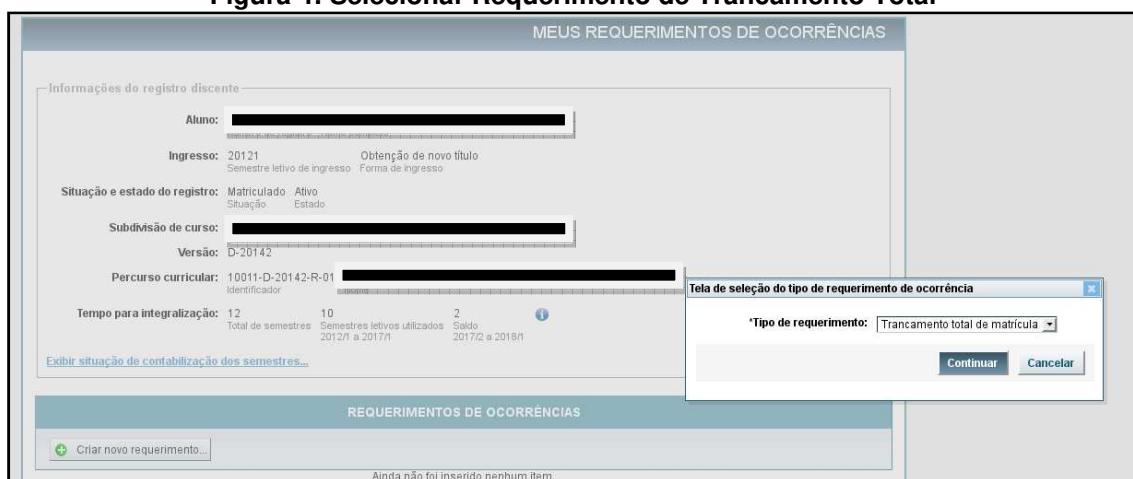 Figura 4: Selecionar Requerimento de Trancamento Total
MEUS REQUERIMENTOS DE OCORRÊNCIAS
Informações do registro discente
Aluno:
Ingresso: 20121 Obtenção de novo título
Semestre letivo de ingresso Forma de ingresso
Situação e estado do registro: Matriculado Ativo
Situação Estado
Subdivisão de curso:
Versão: D-20142
Percurso curricular: 10011-D-20142-R-01
Identificador
Tempo para integralização: 12 10 2
Total de semestres Semestres letivos utilizados Saldo
2012/1 a 2017/1 2017/2 a 2018/1
Exibir situação de contabilização dos semestres...
Tela de seleção do tipo de requerimento de ocorrência
*Tipo de requerimento: Trancamento total de matrícula
Continuar Cancelar
REQUERIMENTOS DE OCORRÊNCIAS
Criar novo requerimento...
Ainda não foi inserido nenhum item